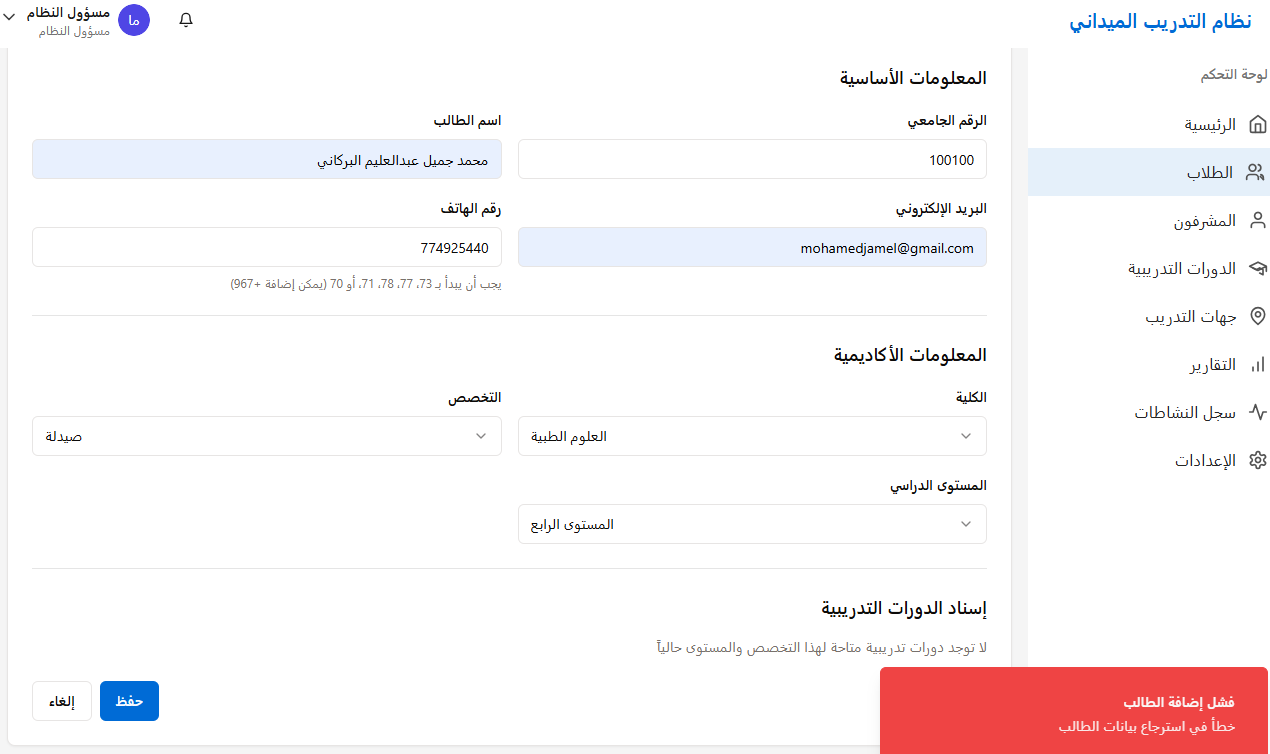 نظام التدريب الميداني
مسؤول النظام
مسؤول النظام
ما
لوحة التحكم
الرئيسية
الطلاب
المشرفون
الدورات التدريبية
جهات التدريب
التقارير
سجل النشاطات
الإعدادات
المعلومات الأساسية
الرقم الجامعي
100100
اسم الطالب
محمد جميل عبدالعليم البركاني
البريد الإلكتروني
mohamedjamel@gmail.com
رقم الهاتف
774925440
يجب أن يبدأ بـ 73، 77، 78، 71، أو 70 (يمكن إضافة +967)
المعلومات الأكاديمية
الكلية
العلوم الطبية
التخصص
صيدلة
المستوى الدراسي
المستوى الرابع
إسناد الدورات التدريبية
لا توجد دورات تدريبية متاحة لهذا التخصص والمستوى حالياً
حفظ
إلغاء
فشل إضافة الطالب
خطأ في استرجاع بيانات الطالب